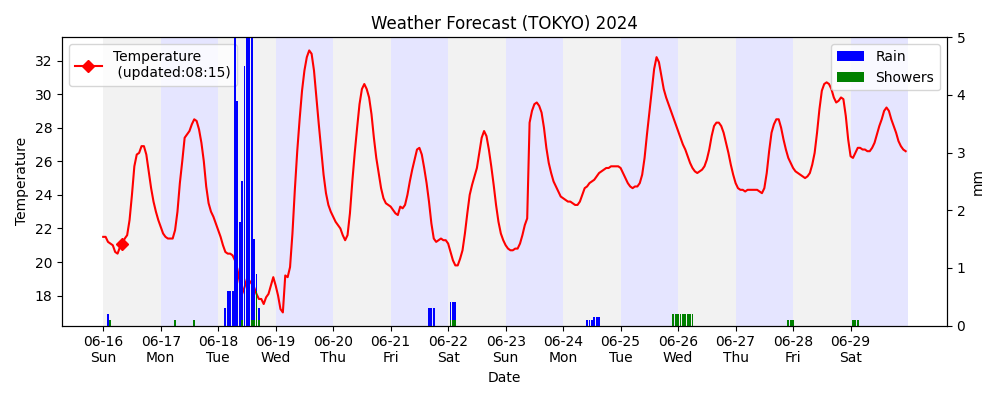 Weather Forecast (TOKYO) 2024
Temperature
(updated:08:15)
Rain
Showers
Temperature
32
30
28
26
24
22
20
18
5
4
3
2
1
0
mm
06-16 06-17 06-18 06-19 06-20 06-21 06-22 06-23 06-24 06-25 06-26 06-27 06-28 06-29
Sun Mon Tue Wed Thu Fri Sat Sun Mon Tue Wed Thu Fri Sat
Date